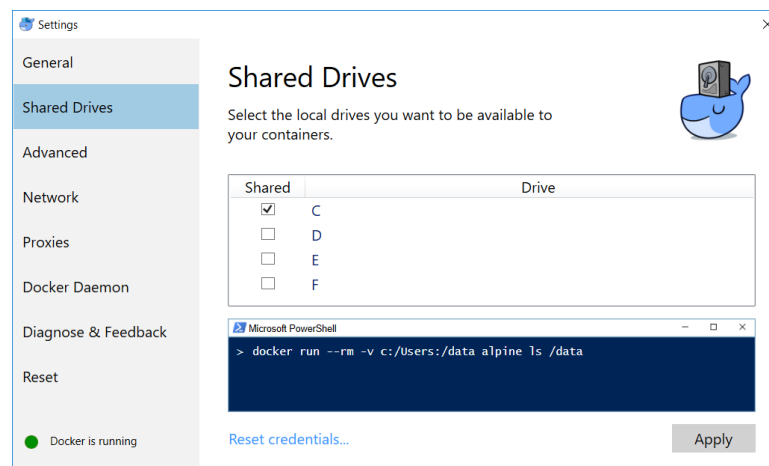 Settings
General
Shared Drives
Advanced
Network
Proxies
Docker Daemon
Diagnose & Feedback
Reset
Docker is running
Shared Drives
Select the local drives you want to be available to
your containers.
Shared Drive
C
D
E
F
Microsoft PowerShell
> docker run --rm -v c:/Users:/data alpine ls /data
Reset credentials...
Apply